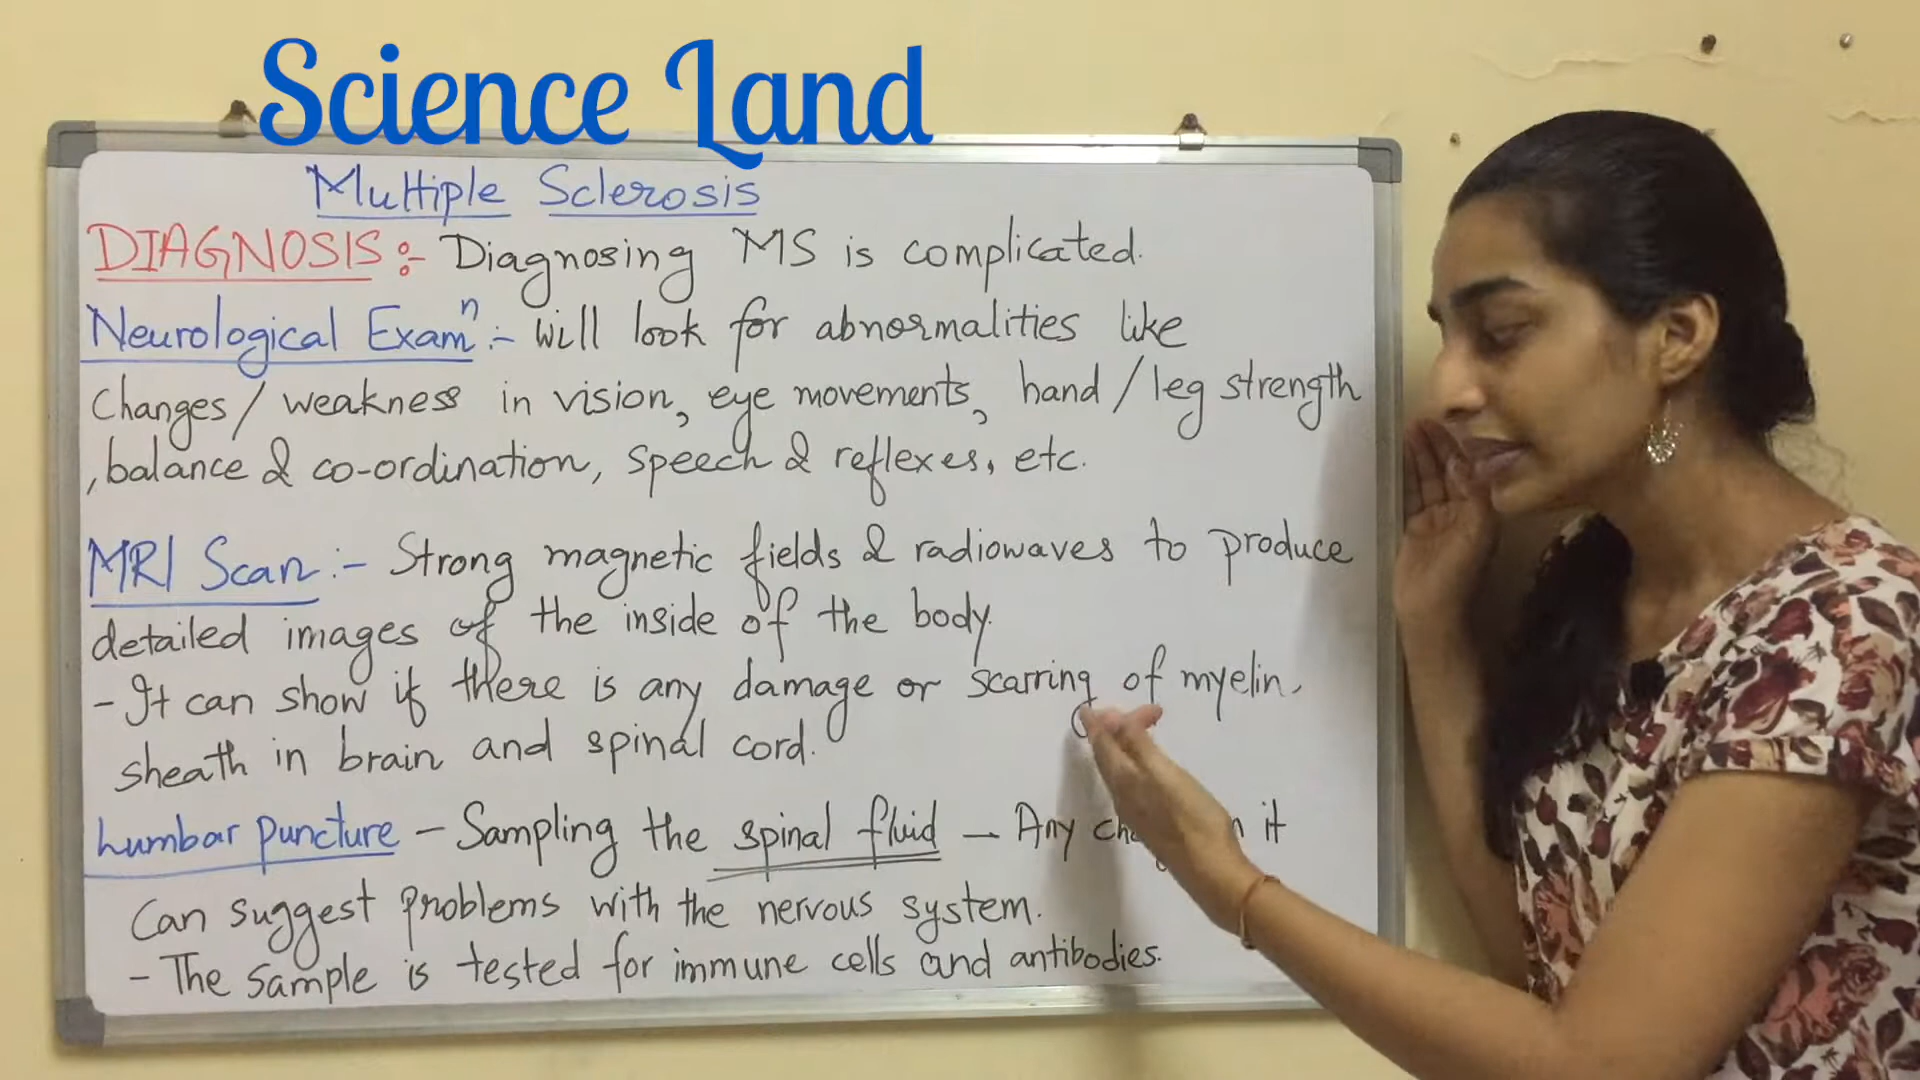 Science Land
Multiple Sclerosis
DIAGNOSIS :- Diagnosing MS is complicated.
Neurological Examⁿ :- Will look for abnormalities like
changes / weakness in vision, eye movements, hand / leg strength
, balance & co-ordination, speech & reflexes, etc.
MRI Scan :- Strong magnetic fields & radiowaves to produce
detailed images of the inside of the body.
- It can show if there is any damage or scarring of myelin
sheath in brain and spinal cord.
Lumbar puncture - Sampling the spinal fluid - Any it
Can suggest problems with the nervous system.
- The sample is tested for immune cells and antibodies.